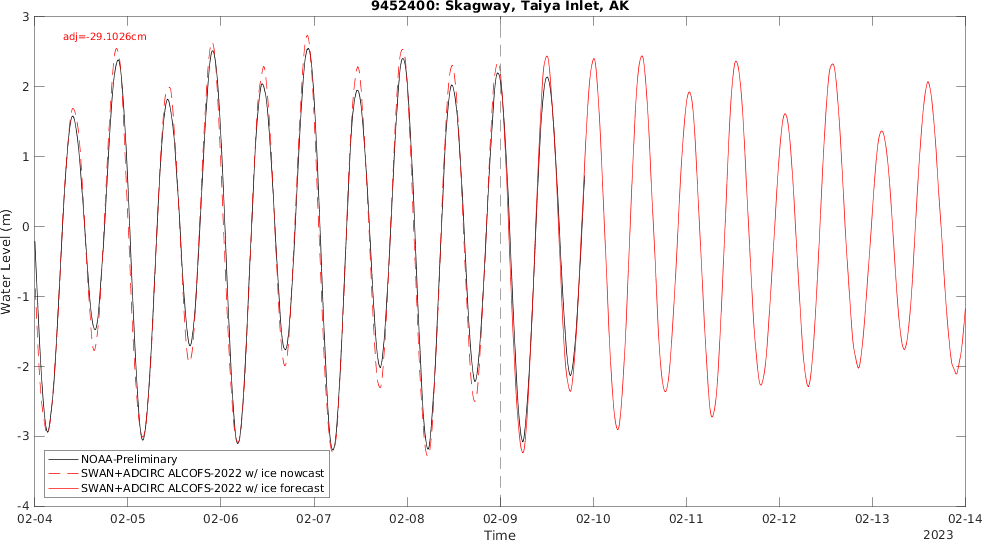 9452400: Skagway, Taiya Inlet, AK
adj=-29.1026cm
3
2
1
0
-1
-2
-3
-4
Water Level (m)
NOAA-Preliminary
SWAN+ADCIRC ALCOFS-2022 w/ ice nowcast
SWAN+ADCIRC ALCOFS-2022 w/ ice forecast
02-04 02-05 02-06 02-07 02-08 02-09 02-10 02-11 02-12 02-13 02-14
Time
2023